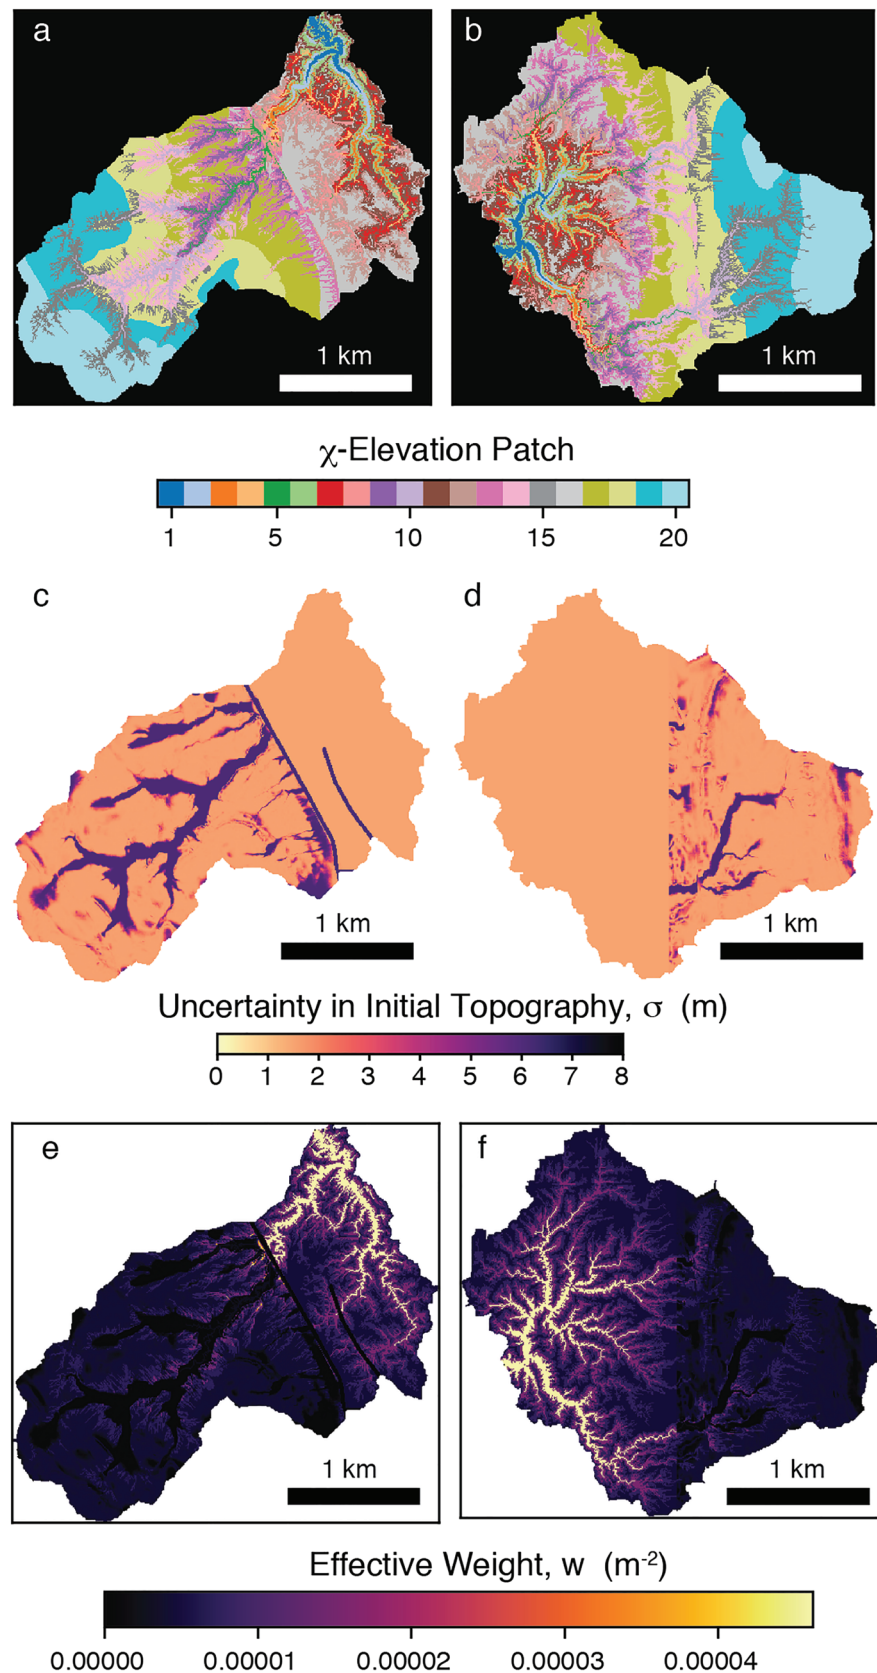 a
b
1 km
1 km
χ-Elevation Patch
1 5 10 15 20
c
d
1 km
1 km
Uncertainty in Initial Topography, σ (m)
0 1 2 3 4 5 6 7 8
e
f
1 km
1 km
Effective Weight, w (m⁻²)
0.00000 0.00001 0.00002 0.00003 0.00004